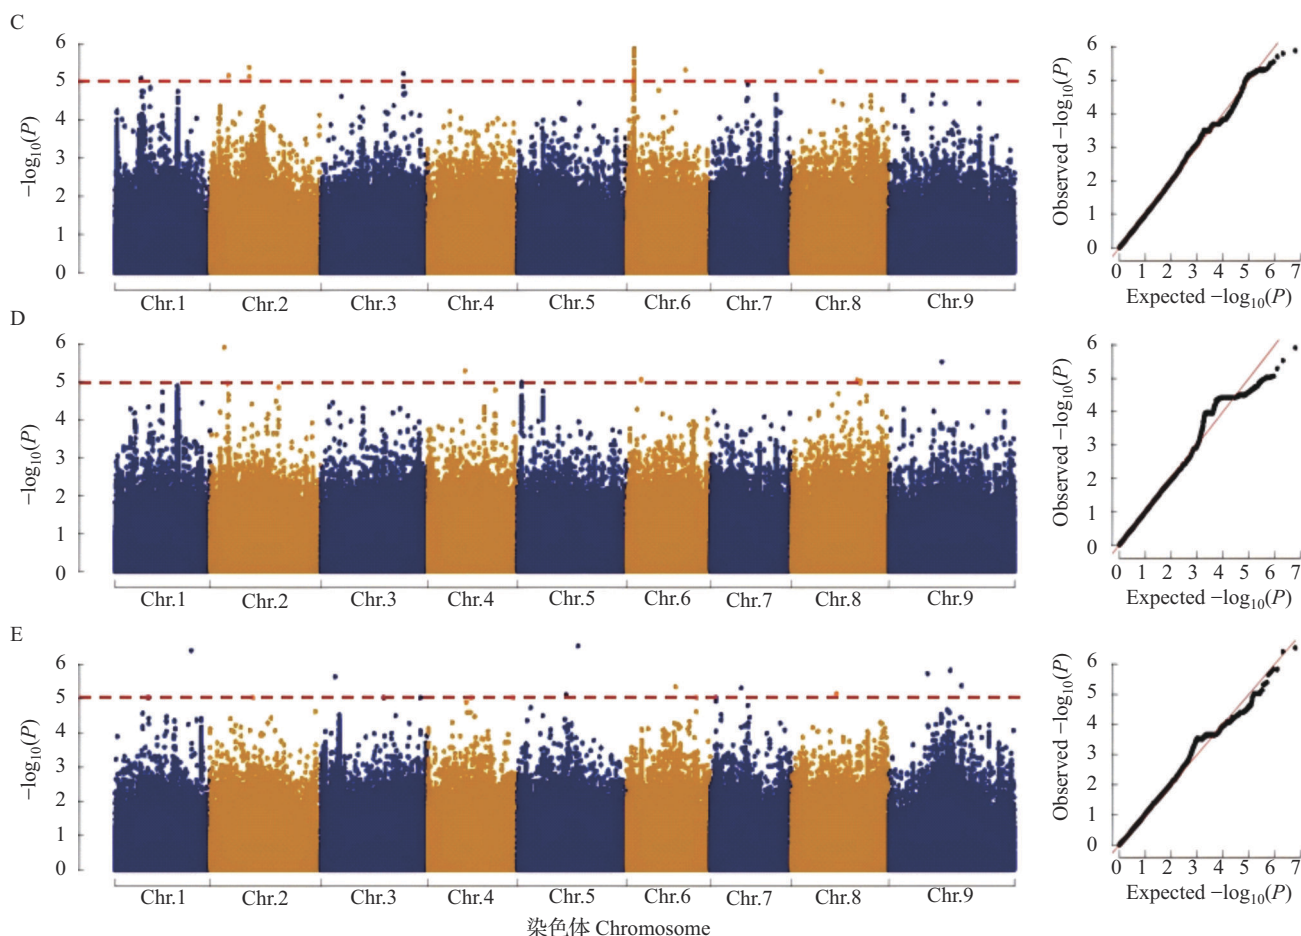 C
6
5
4
3
2
1
0
−log₁₀(P)
Chr.1 Chr.2 Chr.3 Chr.4 Chr.5 Chr.6 Chr.7 Chr.8 Chr.9
6
5
4
3
2
1
0
Observed −log₁₀(P)
0 1 2 3 4 5 6 7
Expected −log₁₀(P)
D
6
5
4
3
2
1
0
−log₁₀(P)
Chr.1 Chr.2 Chr.3 Chr.4 Chr.5 Chr.6 Chr.7 Chr.8 Chr.9
6
5
4
3
2
1
0
Observed −log₁₀(P)
0 1 2 3 4 5 6 7
Expected −log₁₀(P)
E
6
5
4
3
2
1
0
−log₁₀(P)
Chr.1 Chr.2 Chr.3 Chr.4 Chr.5 Chr.6 Chr.7 Chr.8 Chr.9
6
5
4
3
2
1
0
Observed −log₁₀(P)
0 1 2 3 4 5 6 7
Expected −log₁₀(P)
染色体 Chromosome